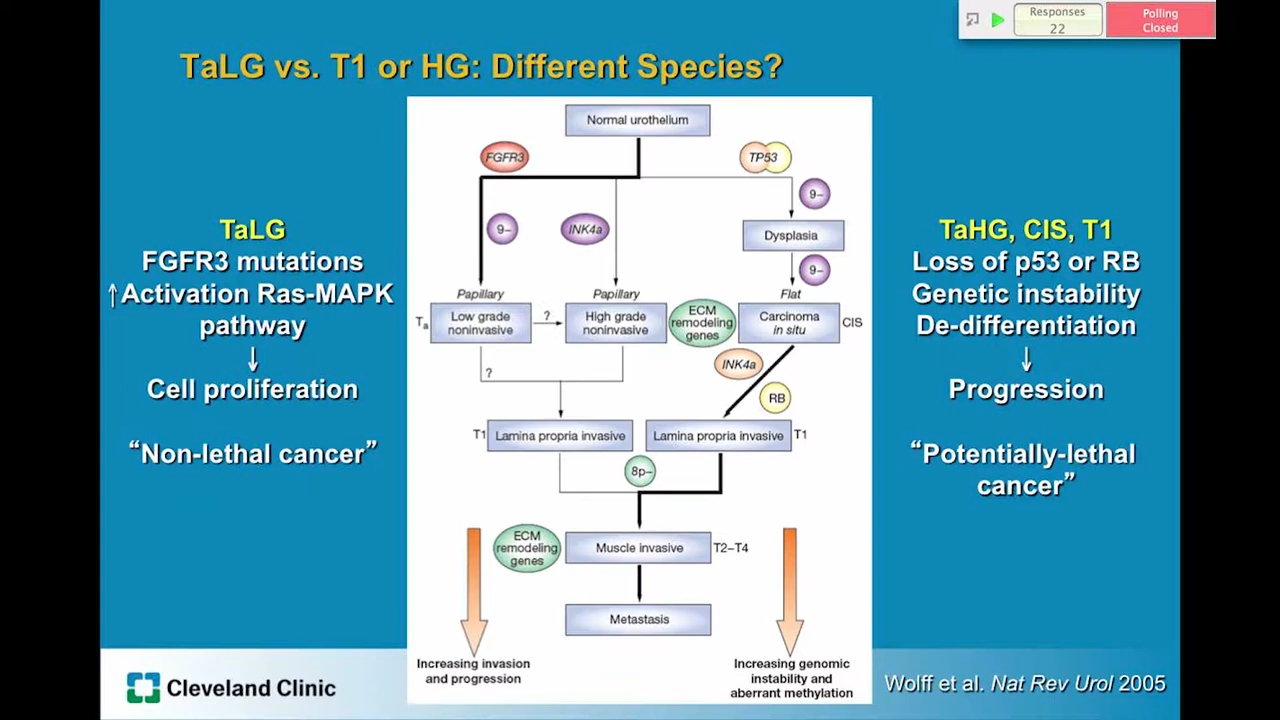 Responses
22
Polling
Closed
TaLG vs. T1 or HG: Different Species?
TaLG
FGFR3 mutations
↑Activation Ras-MAPK
pathway
↓
Cell proliferation
“Non-lethal cancer”
Normal urothelium
FGFR3
TP53
9–
9–
INK4a
Dysplasia
9–
Papillary
Papillary
Flat
Ta
Low grade
noninvasive
?
High grade
noninvasive
ECM
remodeling
genes
Carcinoma
in situ
CIS
?
INK4a
RB
T1
Lamina propria invasive
Lamina propria invasive
T1
8p–
ECM
remodeling
genes
Muscle invasive
T2–T4
Metastasis
Increasing invasion
and progression
Increasing genomic
instability and
aberrant methylation
TaHG, CIS, T1
Loss of p53 or RB
Genetic instability
De-differentiation
↓
Progression
“Potentially-lethal
cancer”
Cleveland Clinic
Wolff et al. Nat Rev Urol 2005